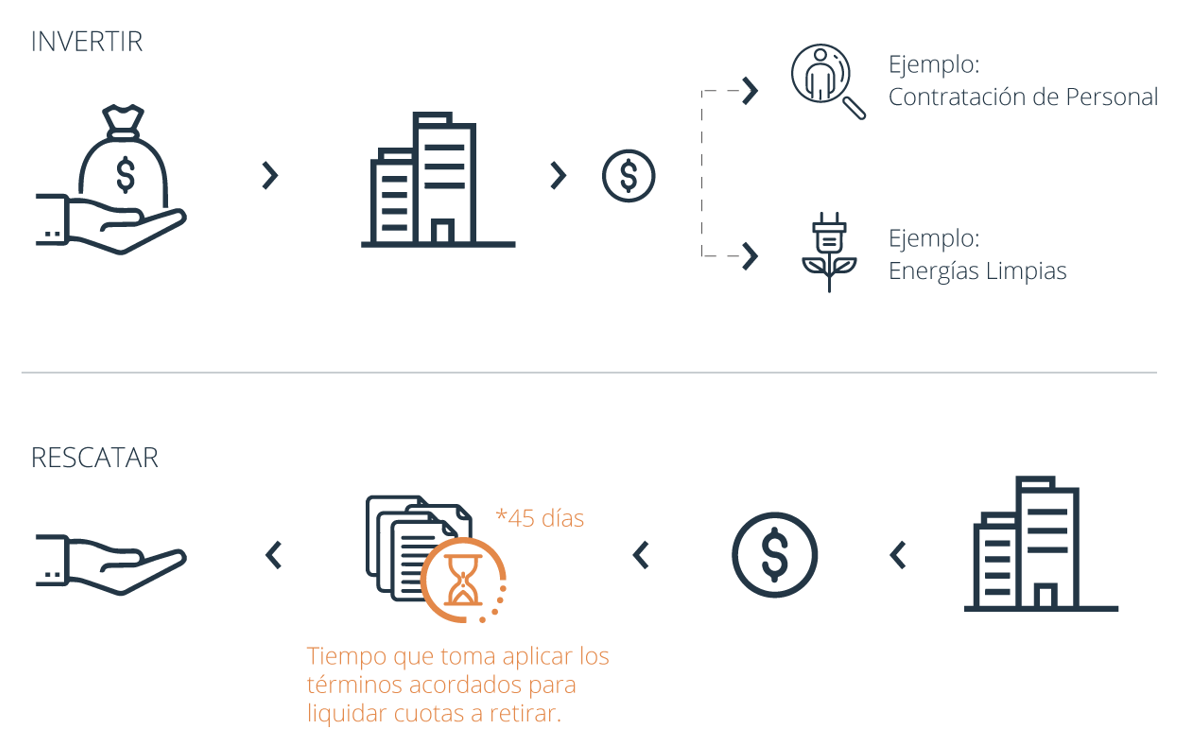 INVERTIR
$
$
Ejemplo:
Contratación de Personal
Ejemplo:
Energías Limpias
RESCATAR
*45 días
$
Tiempo que toma aplicar los
términos acordados para
liquidar cuotas a retirar.